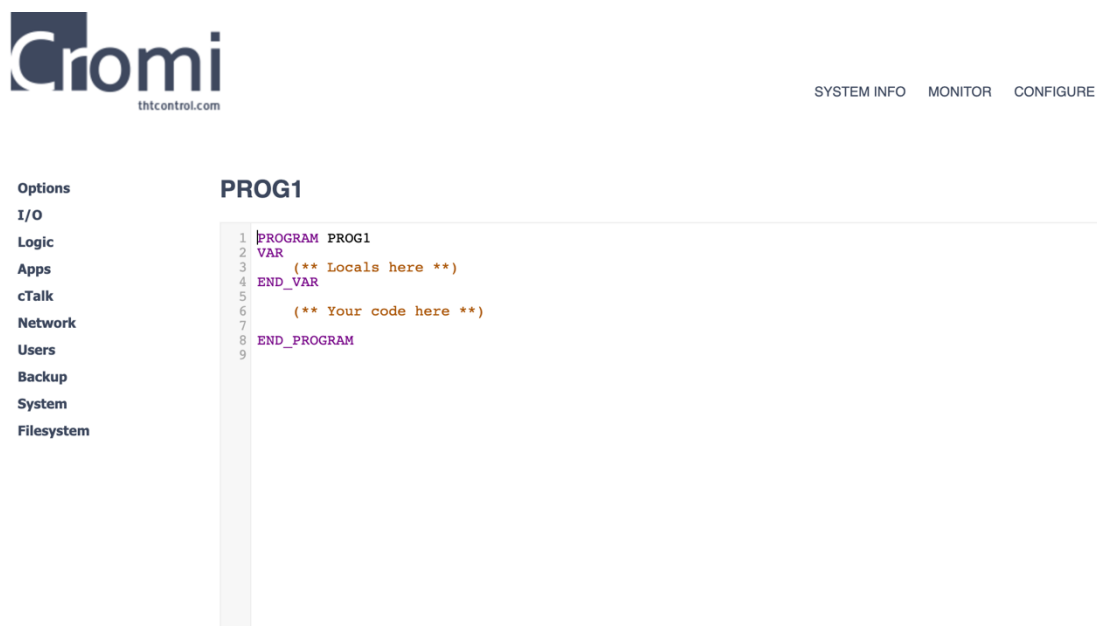 Cromi
thtcontrol.com
SYSTEM INFO MONITOR CONFIGURE
Options
I/O
Logic
Apps
cTalk
Network
Users
Backup
System
Filesystem
PROG1
1 PROGRAM PROG1
2 VAR
3 (** Locals here **)
4 END_VAR
5
6 (** Your code here **)
7
8 END_PROGRAM
9